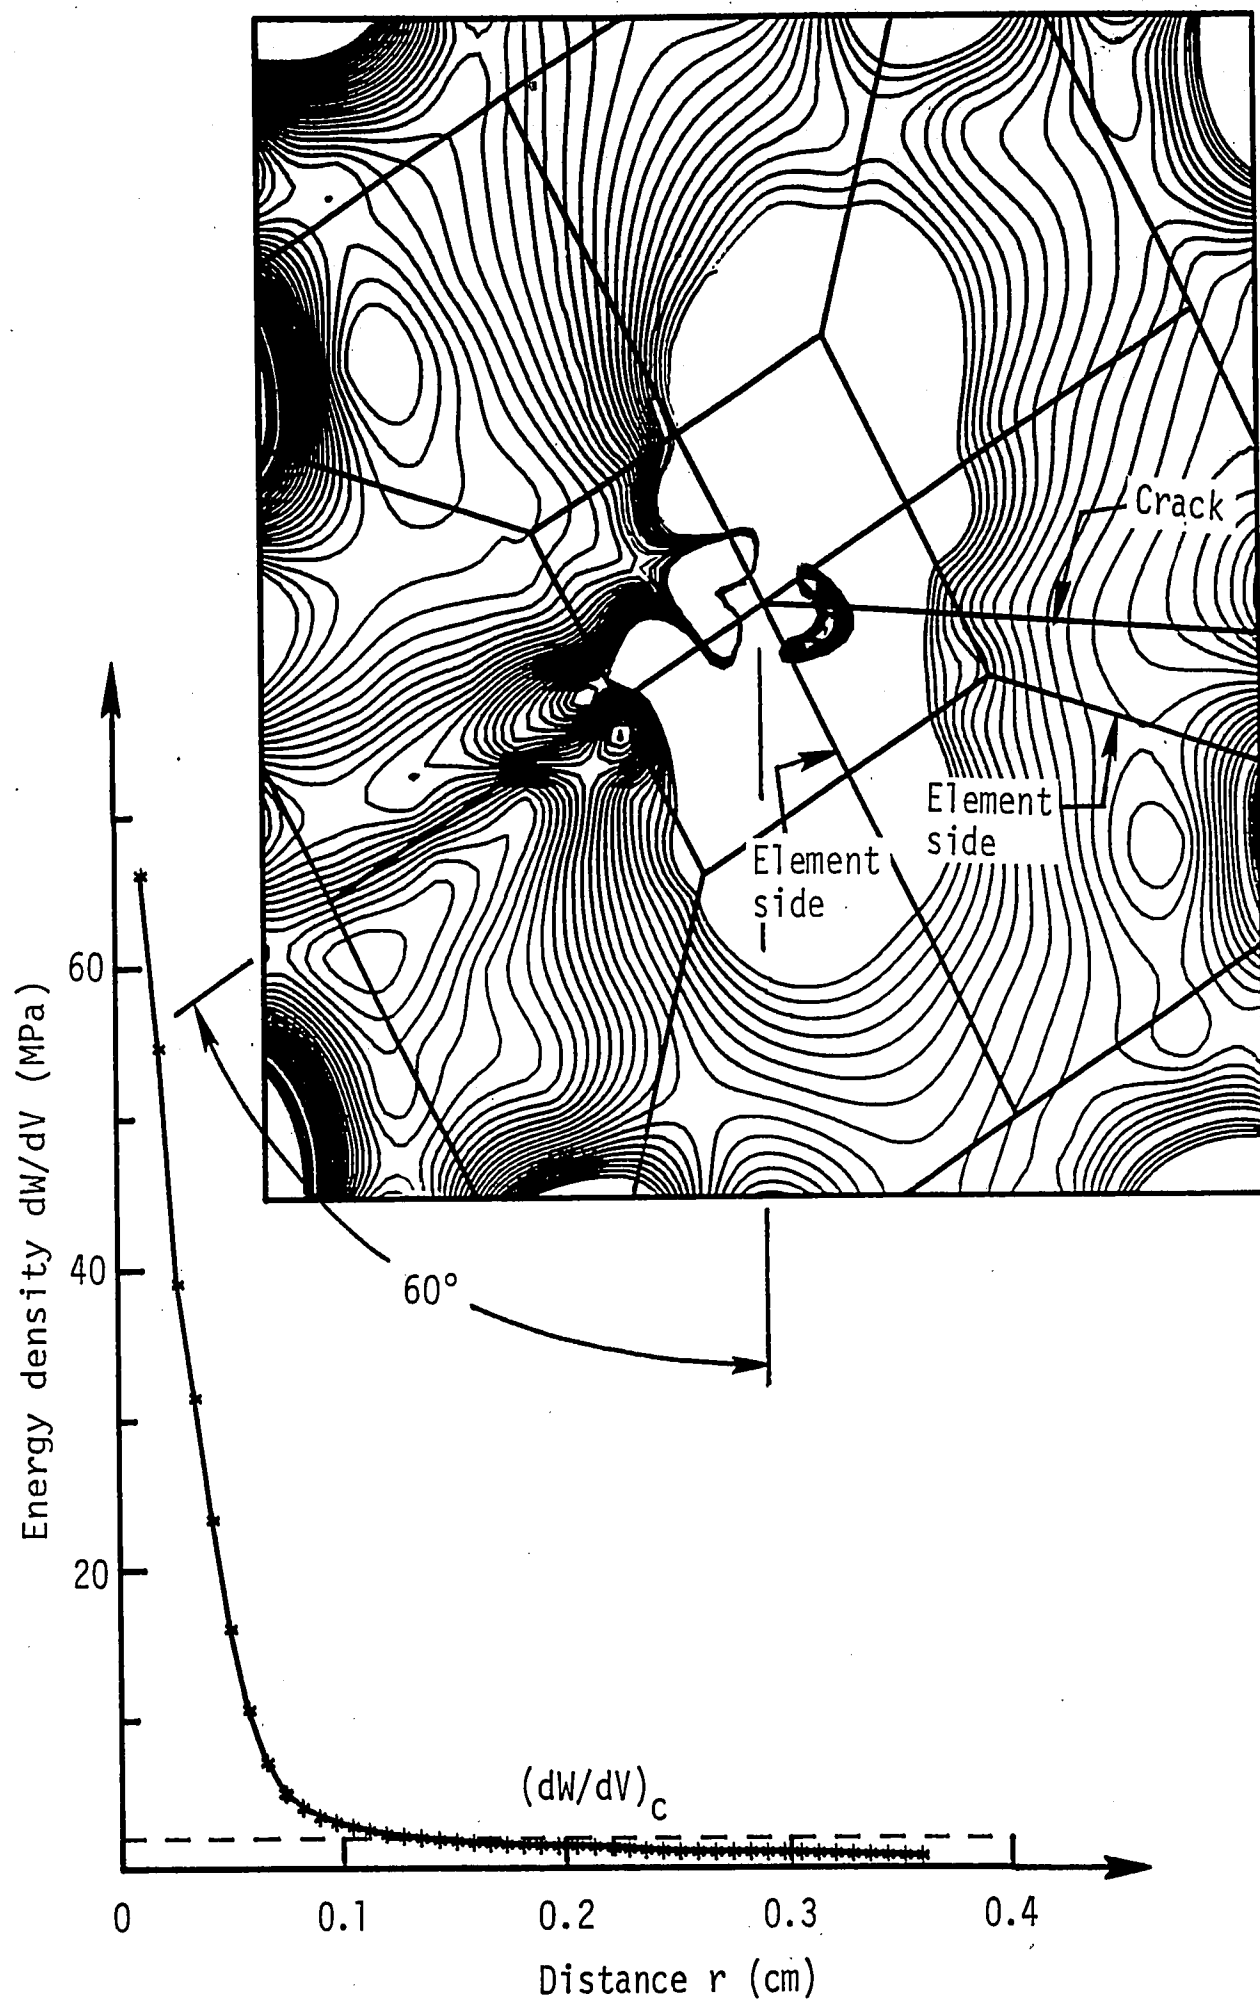 Crack
Element
side
Element
side
60
40
20
Energy density dW/dV (MPa)
60°
(dW/dV)c
0
0.1
0.2
0.3
0.4
Distance r (cm)